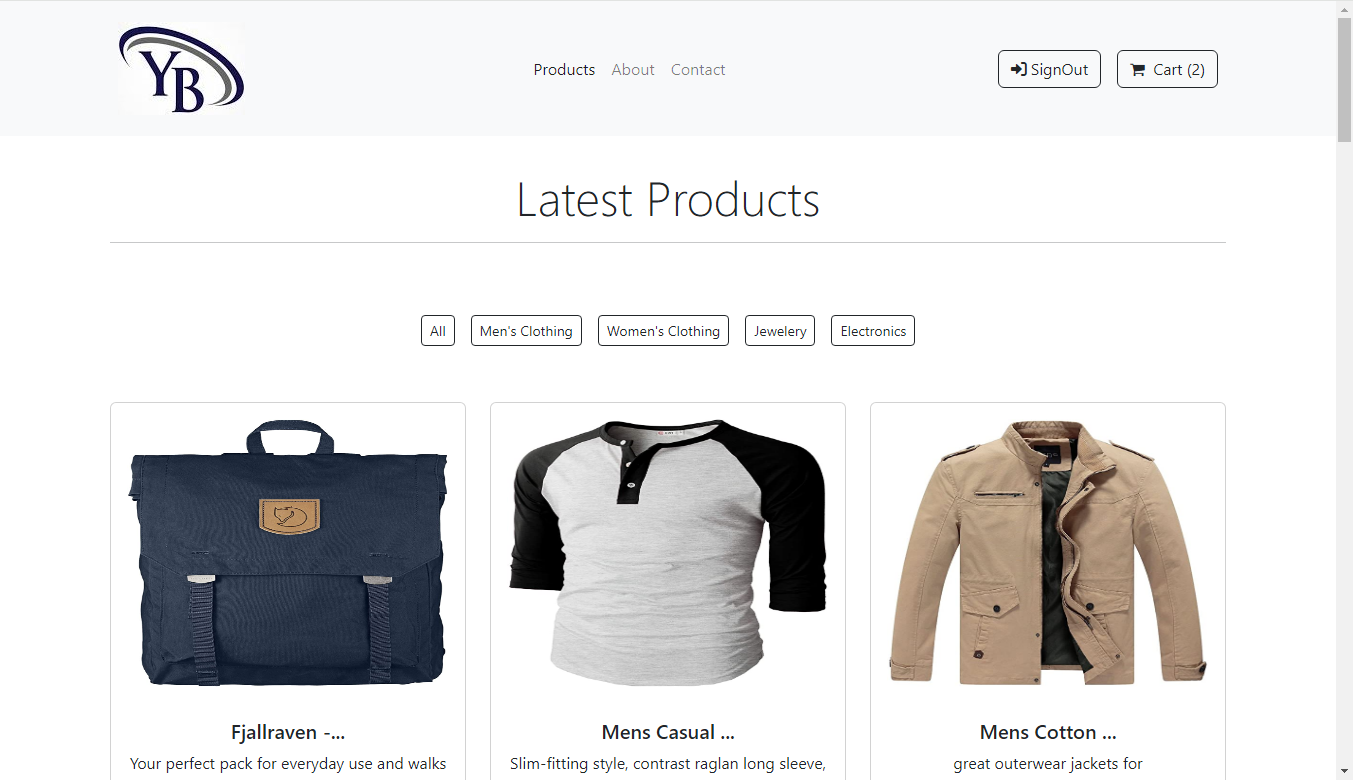 YB
Products About Contact
SignOut Cart (2)
Latest Products
All Men's Clothing Women's Clothing Jewelery Electronics
Fjallraven -...
Your perfect pack for everyday use and walks
Mens Casual ...
Slim-fitting style, contrast raglan long sleeve,
Mens Cotton ...
great outerwear jackets for